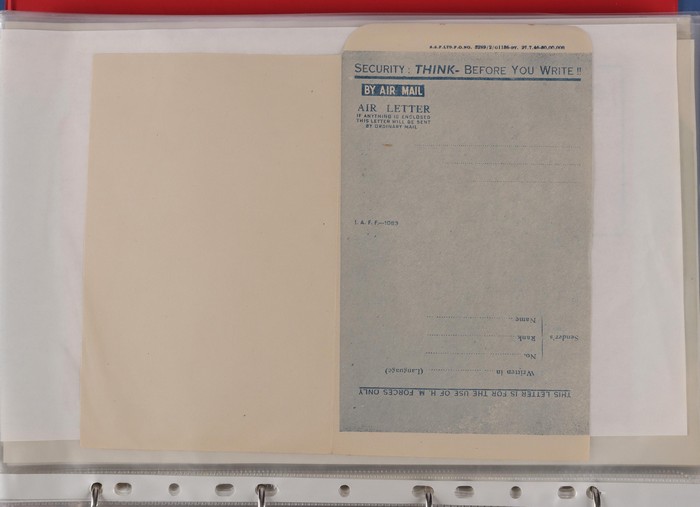 SECURITY: THINK- BEFORE YOU WRITE!!
BY AIR MAIL
AIR LETTER
IF ANYTHING IS ENCLOSED
THIS LETTER WILL BE SENT
BY ORDINARY MAIL
I. A. F. F.—1083
Sender's
Name
Rank
No.
Written in (Language)
THIS LETTER IS FOR THE USE OF H. M. FORCES ONLY